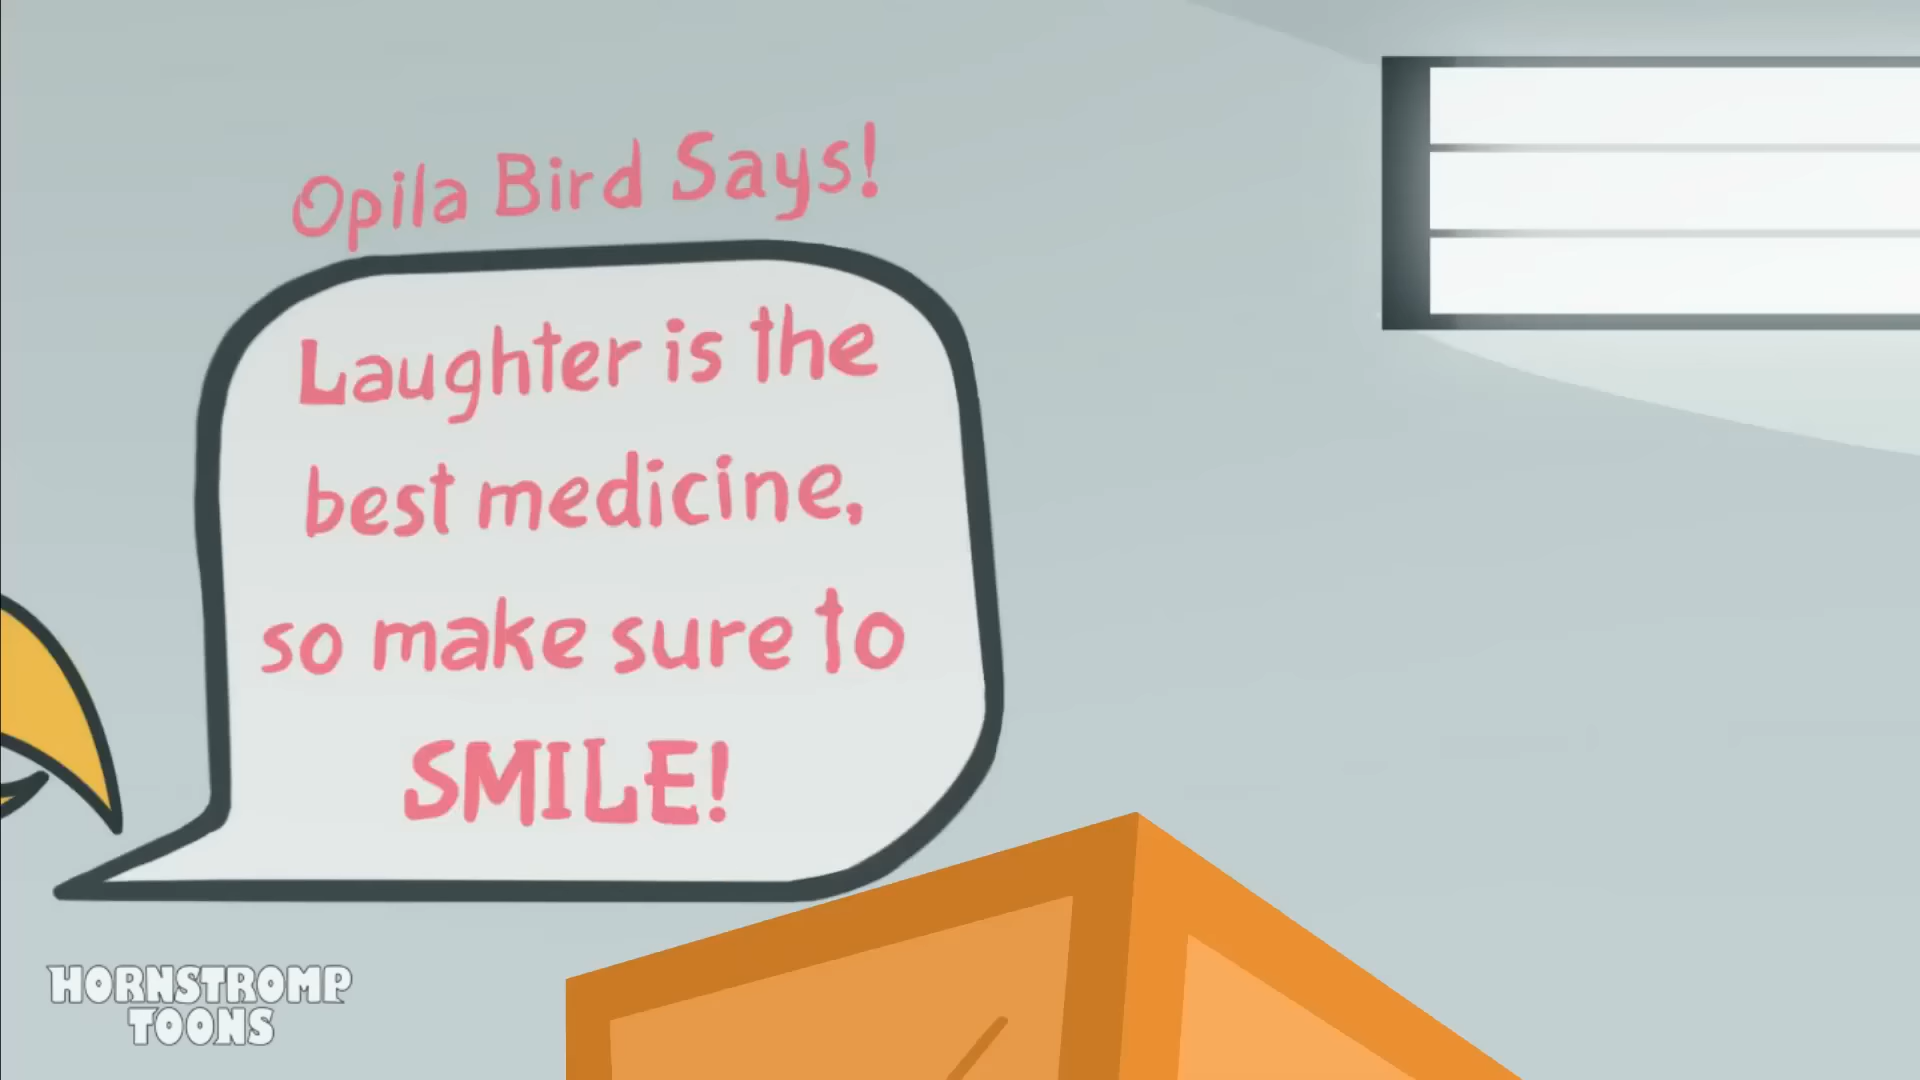 Opila Bird Says!
Laughter is the
best medicine,
so make sure to
SMILE!
HORNSTROMP
TOONS